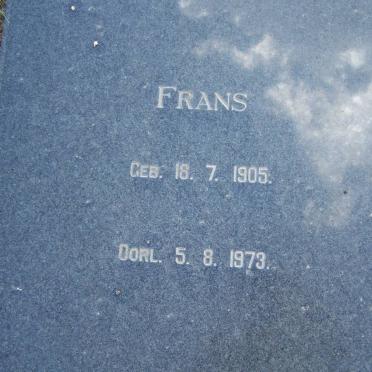 FRANS
GEB. 18. 7. 1905.
OORL. 5. 8. 1973.